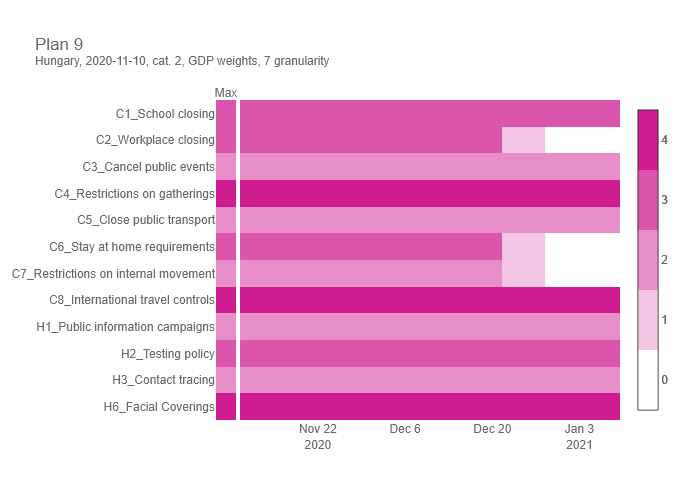 Plan 9
Hungary, 2020-11-10, cat. 2, GDP weights, 7 granularity
Max
C1_School closing
C2_Workplace closing
C3_Cancel public events
C4_Restrictions on gatherings
C5_Close public transport
C6_Stay at home requirements
C7_Restrictions on internal movement
C8_International travel controls
H1_Public information campaigns
H2_Testing policy
H3_Contact tracing
H6_Facial Coverings
Nov 22
2020
Dec 6
Dec 20
Jan 3
2021
4
3
2
1
0